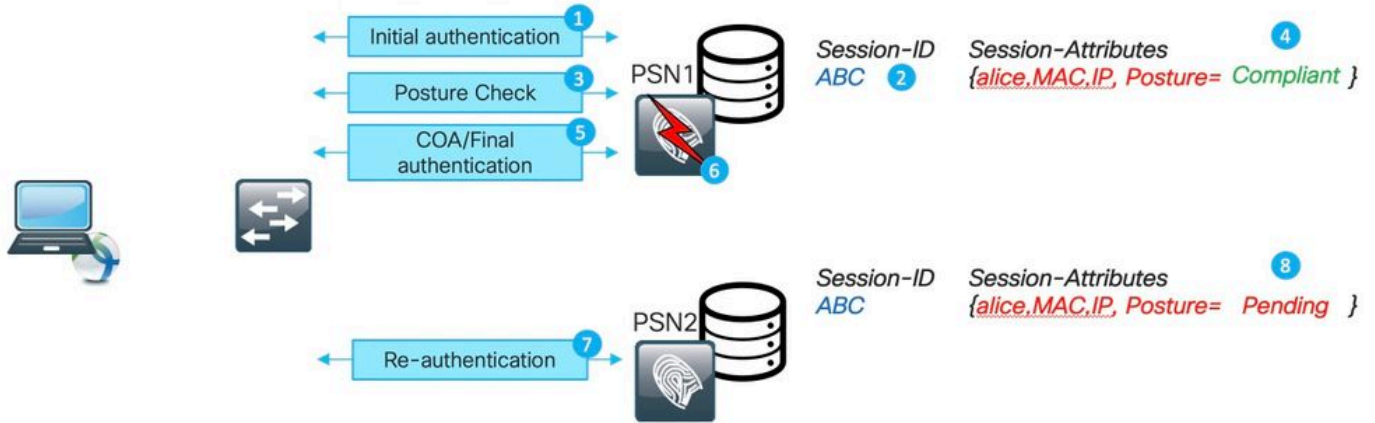 1
Initial authentication
3
Posture Check
5
COA/Final
authentication
PSN1
6
Session-ID Session-Attributes
4
ABC 2 {alice,MAC,IP, Posture= Compliant }
7
Re-authentication
PSN2
Session-ID Session-Attributes
8
ABC {alice,MAC,IP, Posture= Pending }